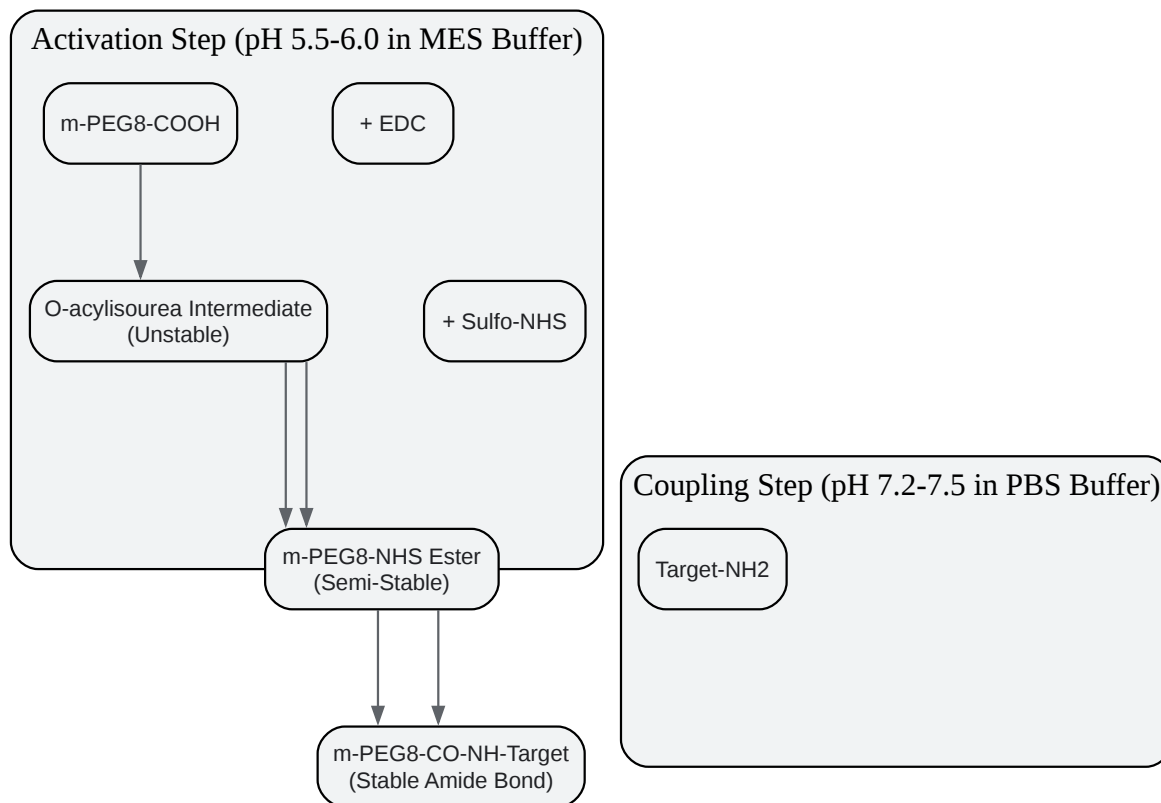 Activation Step (pH 5.5-6.0 in MES Buffer)
m-PEG8-COOH
+ EDC
O-acylisourea Intermediate
(Unstable)
+ Sulfo-NHS
Coupling Step (pH 7.2-7.5 in PBS Buffer)
m-PEG8-NHS Ester
(Semi-Stable)
Target-NH2
m-PEG8-CO-NH-Target
(Stable Amide Bond)